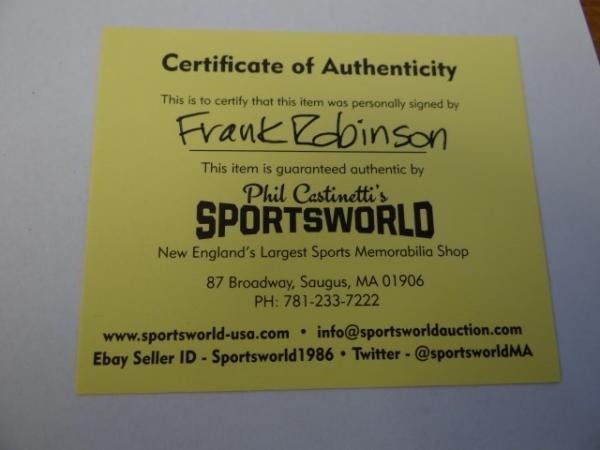 Certificate of Authenticity
This is to certify that this item was personally signed by
Frank Robinson
This item is guaranteed authentic by
Phil Castinetti's
SPORTSWORLD
New England's Largest Sports Memorabilia Shop
87 Broadway, Saugus, MA 01906
PH: 781-233-7222
www.sportsworld-usa.com • info@sportsworldauction.com
Ebay Seller ID - Sportsworld1986 • Twitter - @sportsworldMA